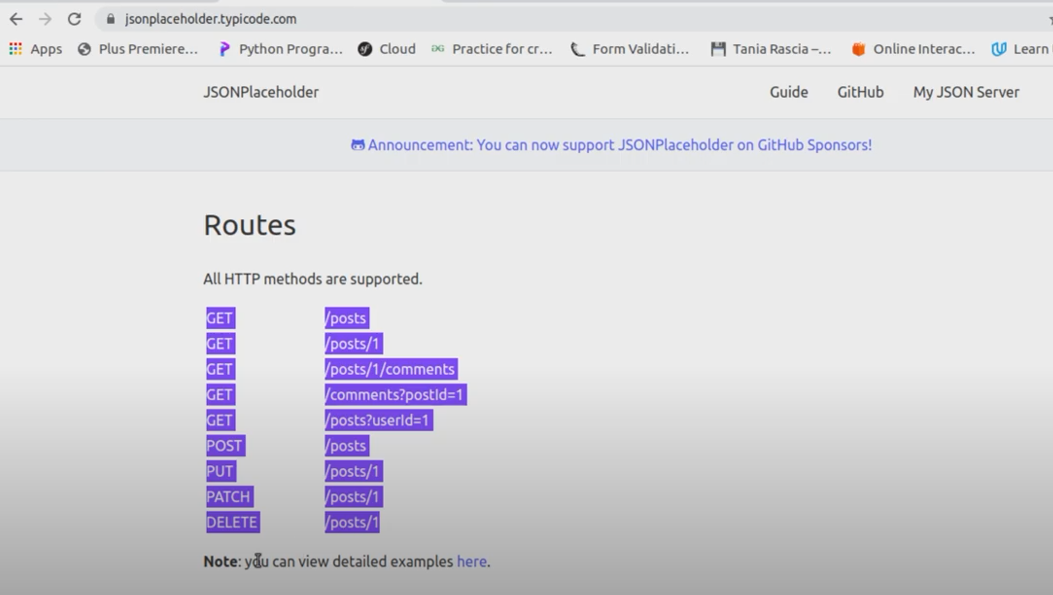 jsonplaceholder.typicode.com
Apps Plus Premiere... Python Progra... Cloud Practice for cr... Form Validati... Tania Rascia –... Online Interac... Learn
JSONPlaceholder Guide GitHub My JSON Server
Announcement: You can now support JSONPlaceholder on GitHub Sponsors!
Routes
All HTTP methods are supported.
GET /posts
GET /posts/1
GET /posts/1/comments
GET /comments?postId=1
GET /posts?userId=1
POST /posts
PUT /posts/1
PATCH /posts/1
DELETE /posts/1
Note: you can view detailed examples here.